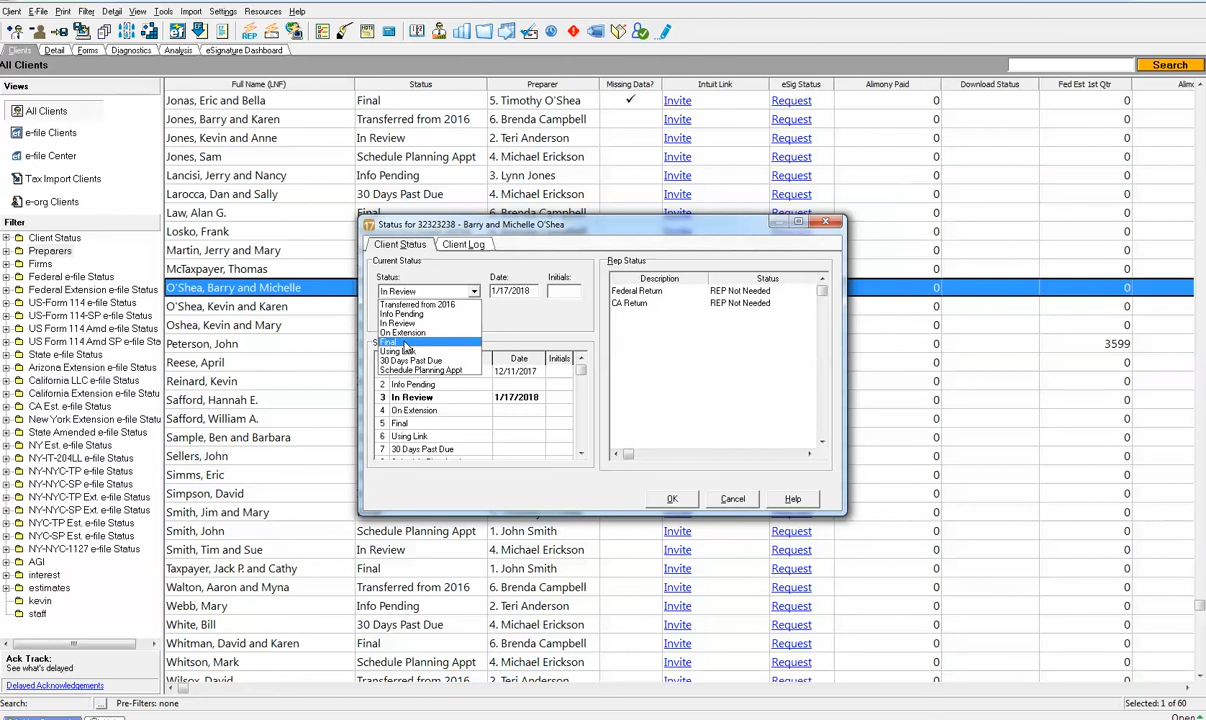 Client E-File Print Filter Detail View Tools Import Settings Resources Help
Clients Detail Forms Diagnostics Analysis eSignature Dashboard
All Clients Search
Views
All Clients
e-file Clients
e-file Center
Tax Import Clients
e-org Clients
Filter
Client Status
Preparers
Firms
Federal e-file Status
Federal Extension e-file Status
US-Form 114 e-file Status
US-Form 114 Amd e-file Status
US Form 114 SP e-file Status
State e-file Status
Arizona Extension e-file Status
California LLC e-file Status
California Extension e-file Status
CA Est. e-file Status
New York Extension e-file Status
State Amended e-file Status
NY Est. e-file Status
NY-IT-204LL e-file Status
NY-NYC-TP e-file Status
NY-NYC-SP e-file Status
NYC-TP Est. e-file Status
NYC-SP Est. e-file Status
NY-NYC-TP Ext. e-file Status
NY-NYC-SP Ext. e-file Status
NYC-TP Ext. e-file Status
NYC-SP Ext. e-file Status
NY-NYC-1127 e-file Status
AGI
interest
estimates
kevin
staff
Ack Track:
See what's delayed
Delayed Acknowledgements
Full Name (LNF) Status Preparer Missing Data? Intuit Link eSig Status Alimony Paid Download Status Fed Est 1st Qtr Alimo
Jonas, Eric and Bella Final 5. Timothy O'Shea ✓ Invite Request 0 0
Jones, Barry and Karen Transferred from 2016 6. Brenda Campbell Invite Request 0 0
Jones, Kevin and Anne In Review 2. Teri Anderson Invite Request 0 0
Jones, Sam Schedule Planning Appt 4. Michael Erickson Invite Request 0 0
Lancisi, Jerry and Nancy Info Pending 3. Lynn Jones Invite Request 0 0
Larocca, Dan and Sally 30 Days Past Due 4. Michael Erickson Invite Request 0 0
Law, Alan G. Final 6. Brenda Campbell Invite Request 0 0
Losko, Frank 0
Martin, Jerry and Mary 0
McTaxpayer, Thomas 0
O'Shea, Barry and Michelle 0
O'Shea, Kevin and Karen 0
Oshea, Kevin and Mary 0
Peterson, John 3599
Reese, April 0
Reinard, Kevin 0
Safford, Hannah E. 0
Safford, William A. 0
Sample, Ben and Barbara 0
Sellers, John 0
Simms, Eric 0
Simpson, David 0
Smith, Jim and Mary 0
Smith, John Schedule Planning Appt 1. John Smith Invite Request 0 0
Smith, Tim and Sue In Review 4. Michael Erickson Invite Request 0 0
Taxpayer, Jack P. and Cathy Final 1. John Smith Invite Request 0 0
Walton, Aaron and Myna Transferred from 2016 6. Brenda Campbell Invite Request 0 0
Webb, Mary Info Pending 2. Teri Anderson Invite Request 0 0
White, Bill 30 Days Past Due 4. Michael Erickson Invite Request 0 0
Whitman, David and Karen Final 6. Brenda Campbell Invite Request 0 0
Whitson, Mark Schedule Planning Appt 4. Michael Erickson Invite Request 0 0
Status for 32323238 - Barry and Michelle O'Shea
Client Status Client Log
Current Status
Status: Date: Initials:
In Review 1/17/2018
Transferred from 2016
Info Pending
In Review
On Extension
Final
Using Link
30 Days Past Due
Schedule Planning Appt
Date Initials
12/11/2017
2 Info Pending
3 In Review 1/17/2018
4 On Extension
5 Final
6 Using Link
7 30 Days Past Due
Rep Status
Description Status
Federal Return REP Not Needed
CA Return REP Not Needed
OK Cancel Help
Search: ... Pre-Filters: none Selected: 1 of 60
Open